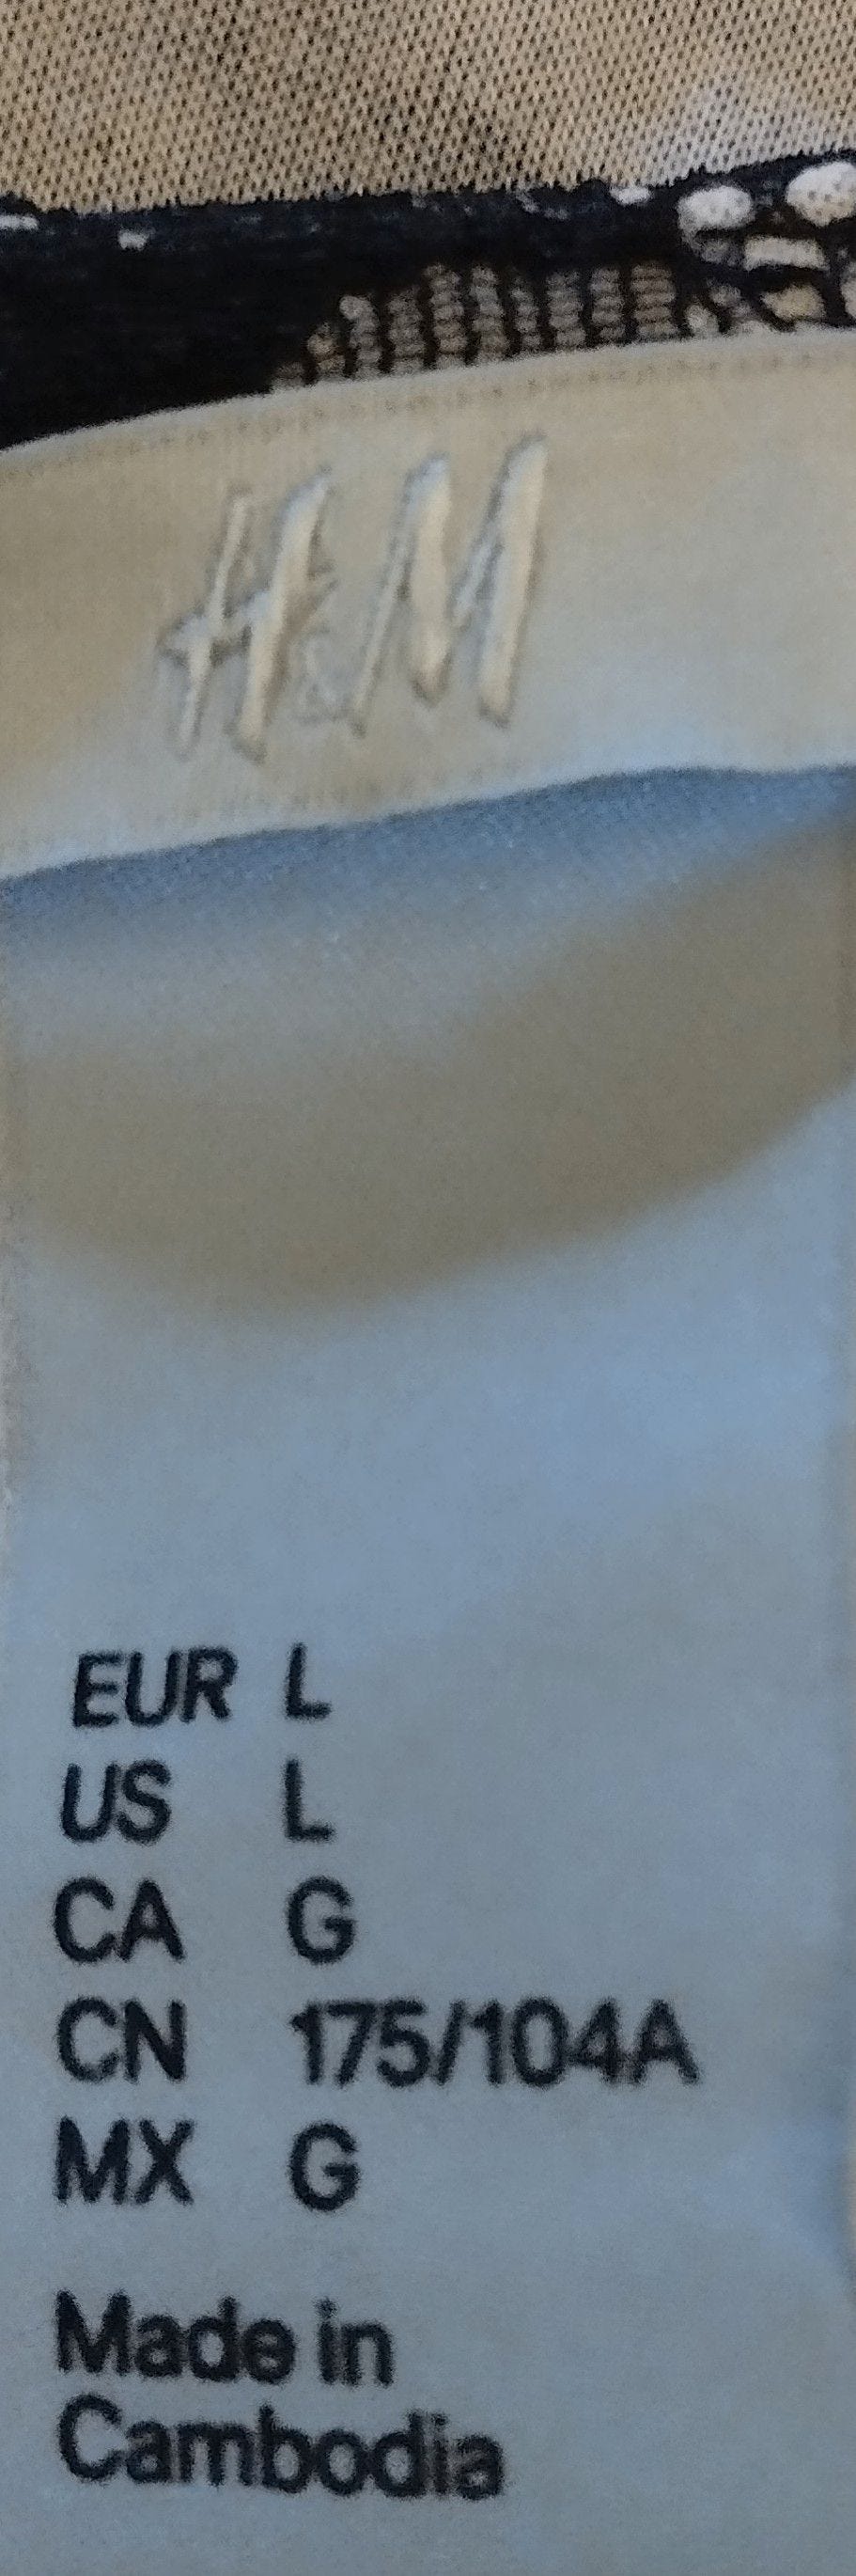 H&M
EUR L
US L
CA G
CN 175/104A
MX G
Made in
Cambodia